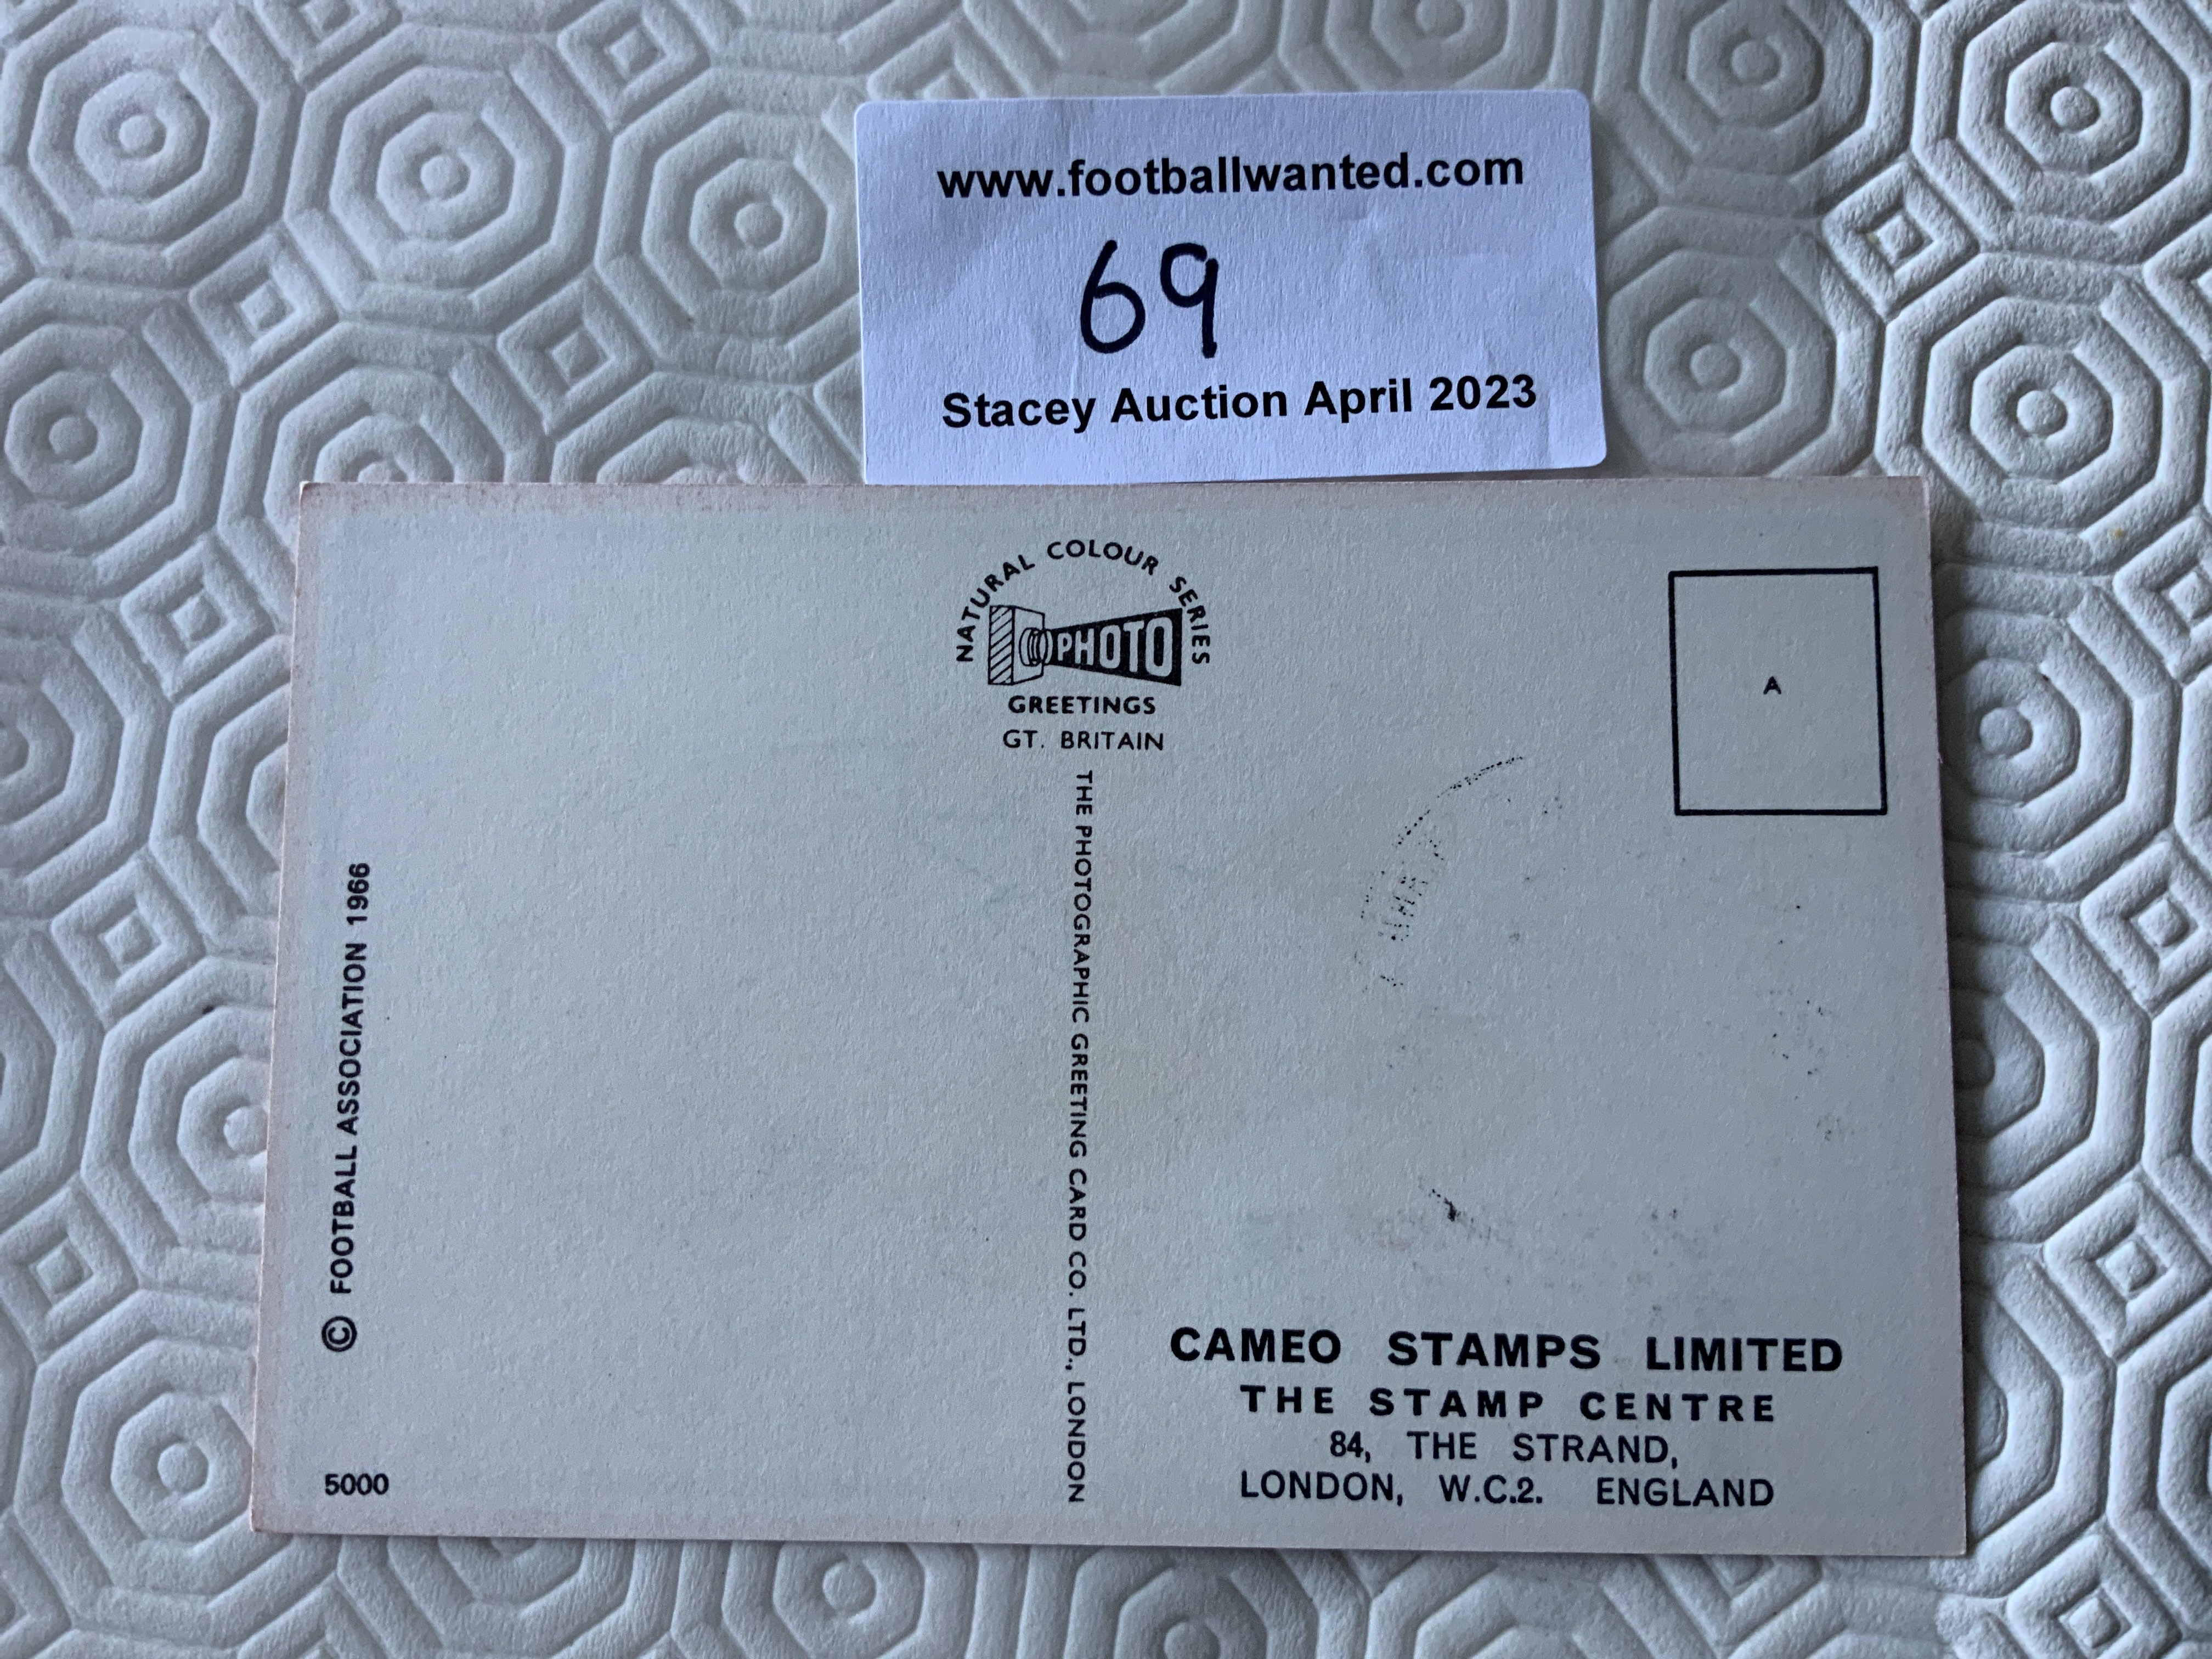 www.footballwanted.com
69
Stacey Auction April 2023
NATURAL COLOUR SERIES
PHOTO
GREETINGS
GT. BRITAIN
A
THE PHOTOGRAPHIC GREETING CARD CO. LTD., LONDON
© FOOTBALL ASSOCIATION 1966
5000
CAMEO STAMPS LIMITED
THE STAMP CENTRE
84, THE STRAND,
LONDON, W.C.2. ENGLAND